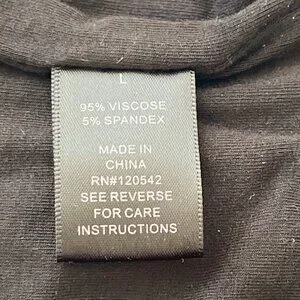 L
95% VISCOSE
5% SPANDEX
MADE IN
CHINA
RN#120542
SEE REVERSE
FOR CARE
INSTRUCTIONS